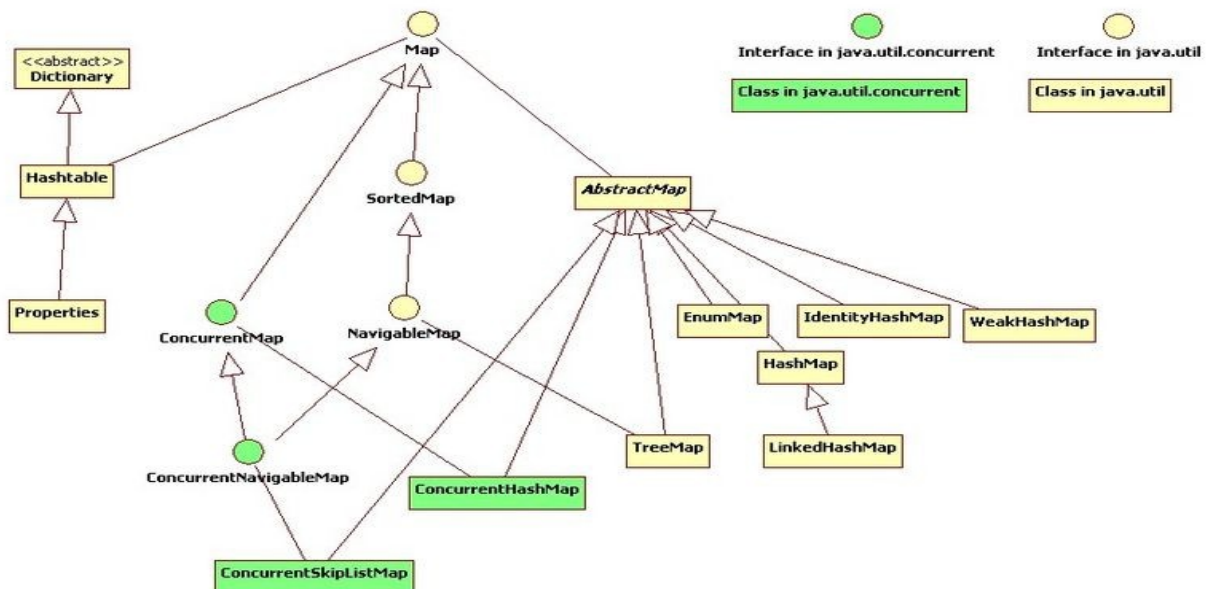 Map
Interface in java.util.concurrent
Interface in java.util
<<abstract>>
Dictionary
Class in java.util.concurrent
Class in java.util
Hashtable
SortedMap
AbstractMap
Properties
ConcurrentMap
NavigableMap
EnumMap
IdentityHashMap
WeakHashMap
HashMap
TreeMap
LinkedHashMap
ConcurrentNavigableMap
ConcurrentHashMap
ConcurrentSkipListMap